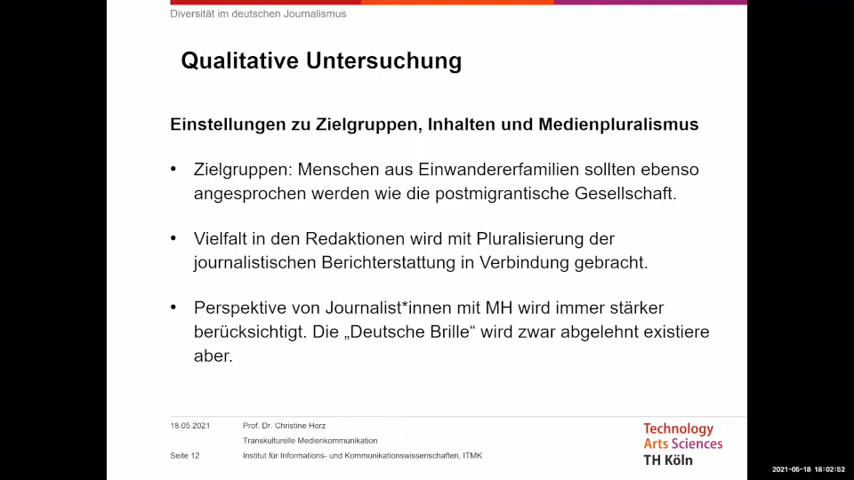 Diversität im deutschen Journalismus
Qualitative Untersuchung
Einstellungen zu Zielgruppen, Inhalten und Medienpluralismus
• Zielgruppen: Menschen aus Einwandererfamilien sollten ebenso
angesprochen werden wie die postmigrantische Gesellschaft.
• Vielfalt in den Redaktionen wird mit Pluralisierung der
journalistischen Berichterstattung in Verbindung gebracht.
• Perspektive von Journalist*innen mit MH wird immer stärker
berücksichtigt. Die „Deutsche Brille“ wird zwar abgelehnt existiere
aber.
18.05.2021 Prof. Dr. Christine Horz
Transkulturelle Medienkommunikation
Seite 12 Institut für Informations- und Kommunikationswissenschaften, ITMK
Technology
Arts Sciences
TH Köln
2021-05-18 18:02:52